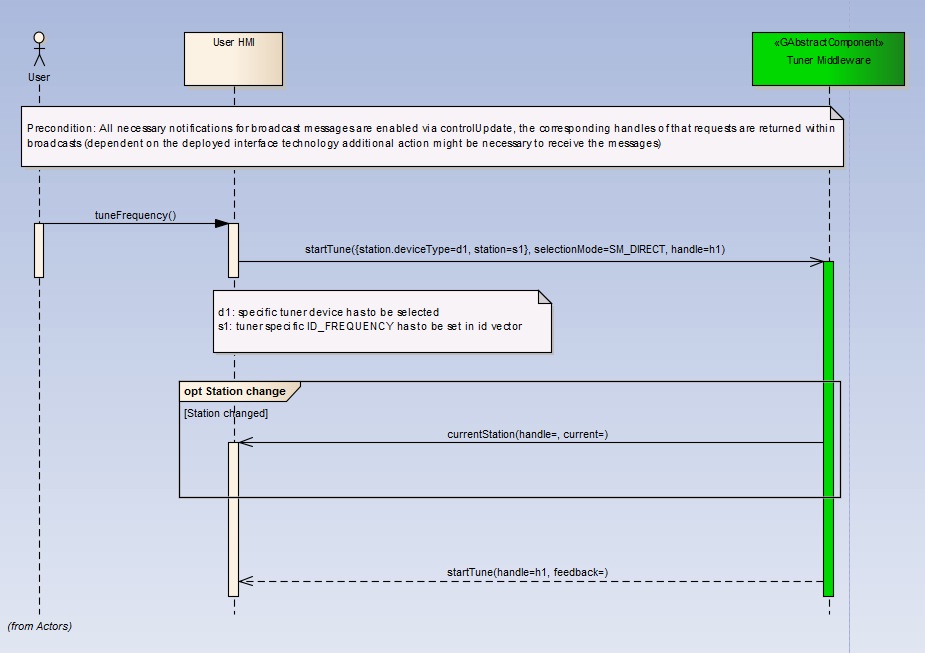 User
User HMI
«GAbstractComponent»
Tuner Middleware
Precondition: All necessary notifications for broadcast messages are enabled via controlUpdate, the corresponding handles of that requests are returned within
broadcasts (dependent on the deployed interface technology additional action might be necessary to receive the messages)
tuneFrequency()
startTune({station.deviceType=d1, station=s1}, selectionMode=SM_DIRECT, handle=h1)
d1: specific tuner device has to be selected
s1: tuner specific ID_FREQUENCY has to be set in id vector
opt Station change
[Station changed]
currentStation(handle=, current=)
startTune(handle=h1, feedback=)
(from Actors)